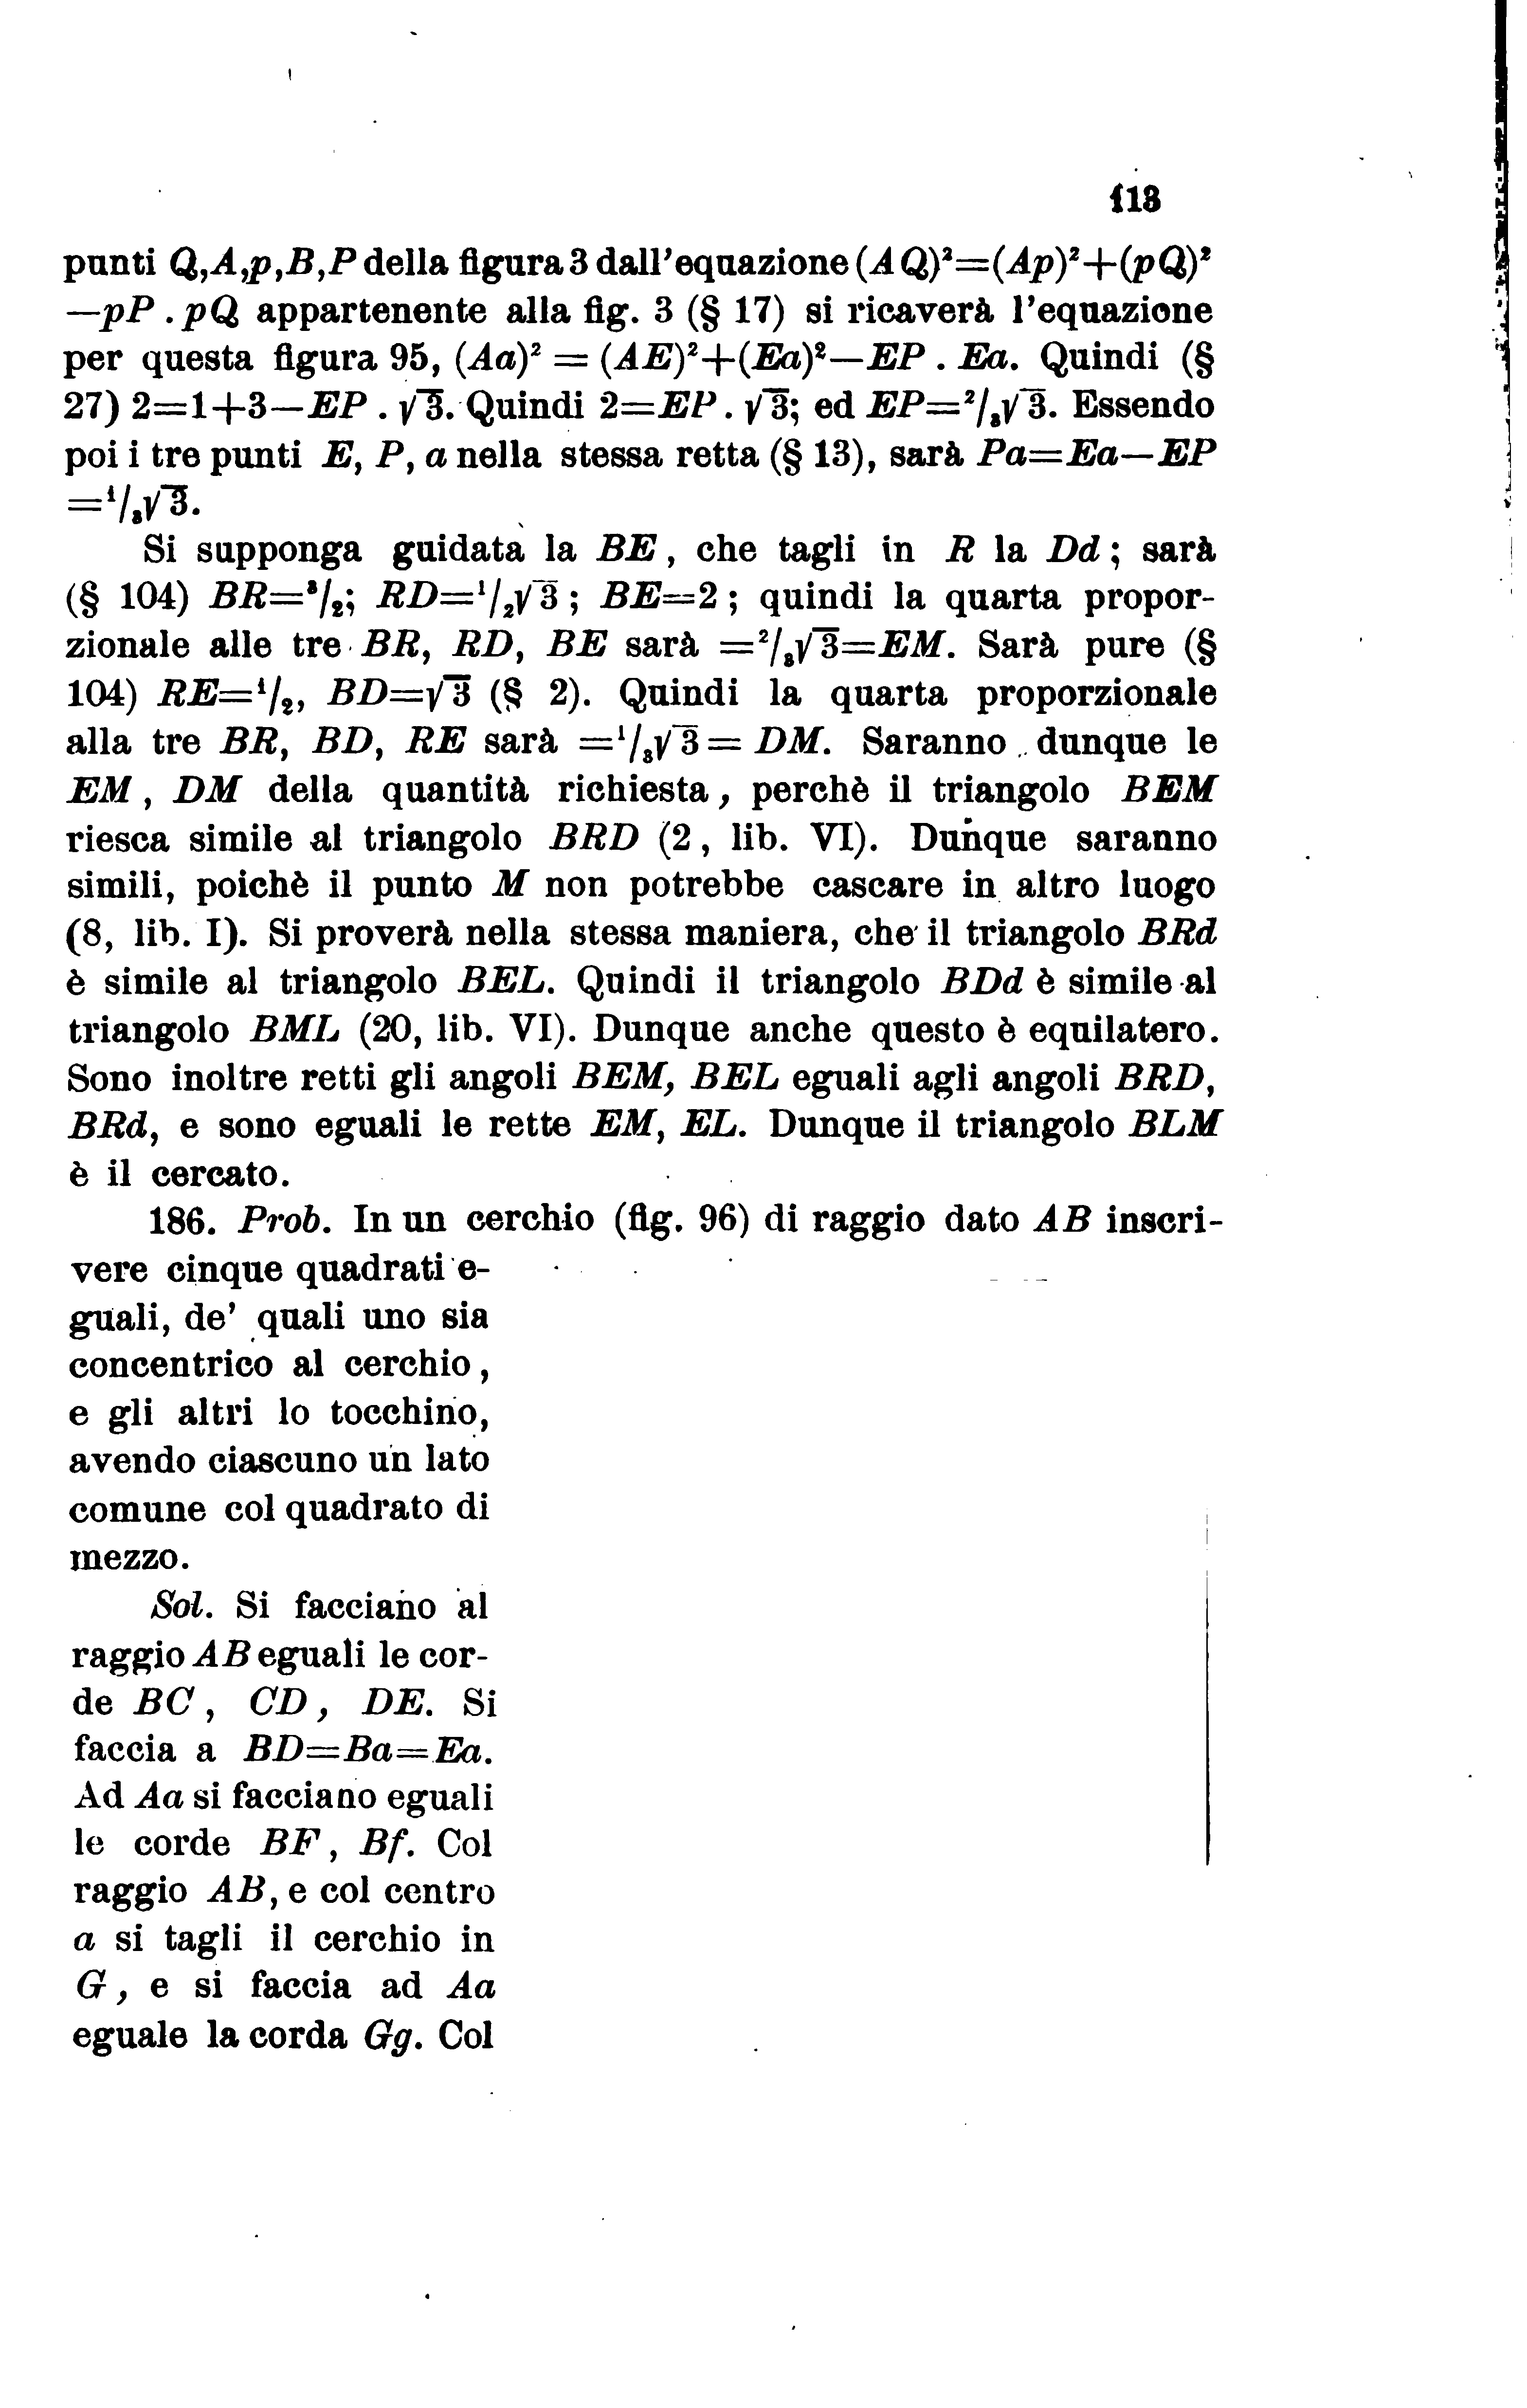 113
punti Q,A,p,B,P della figura 3 dall'equazione (AQ)²=(Ap)²+(pQ)²
—pP . pQ appartenente alla fig. 3 (§ 17) si ricaverà l'equazione
per questa figura 95, (Aa)² = (AE)²+(Ea)²—EP . Ea. Quindi (§
27) 2=1+3—EP . √3. Quindi 2=EP . √3; ed EP=²/₃√3. Essendo
poi i tre punti E, P, a nella stessa retta (§ 13), sarà Pa=Ea—EP
=¹/₃√3.
Si supponga guidata la BE, che tagli in R la Dd; sarà
(§ 104) BR=³/₂; RD=¹/₂√3; BE=2; quindi la quarta propor-
zionale alle tre BR, RD, BE sarà =²/₃√3=EM. Sarà pure (§
104) RE=¹/₂, BD=√3 (§ 2). Quindi la quarta proporzionale
alla tre BR, BD, RE sarà =¹/₃√3= DM. Saranno dunque le
EM, DM della quantità richiesta, perchè il triangolo BEM
riesca simile al triangolo BRD (2, lib. VI). Dunque saranno
simili, poichè il punto M non potrebbe cascare in altro luogo
(8, lib. I). Si proverà nella stessa maniera, che il triangolo BRd
è simile al triangolo BEL. Quindi il triangolo BDd è simile al
triangolo BML (20, lib. VI). Dunque anche questo è equilatero.
Sono inoltre retti gli angoli BEM, BEL eguali agli angoli BRD,
BRd, e sono eguali le rette EM, EL. Dunque il triangolo BLM
è il cercato.
186. Prob. In un cerchio (fig. 96) di raggio dato AB inscri-
vere cinque quadrati e-
guali, de' quali uno sia
concentrico al cerchio,
e gli altri lo tocchino,
avendo ciascuno un lato
comune col quadrato di
mezzo.
Sol. Si facciano al
raggio AB eguali le cor-
de BC, CD, DE. Si
faccia a BD=Ba=Ea.
Ad Aa si facciano eguali
le corde BF, Bf. Col
raggio AB, e col centro
a si tagli il cerchio in
G, e si faccia ad Aa
eguale la corda Gg. Col